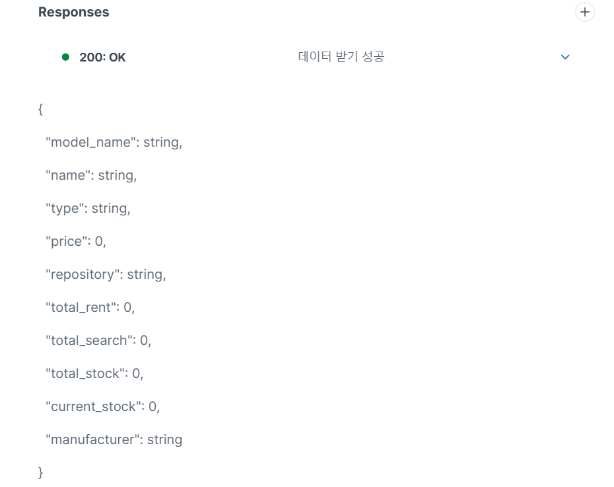 Responses
200: OK 데이터 받기 성공
{
"model_name": string,
"name": string,
"type": string,
"price": 0,
"repository": string,
"total_rent": 0,
"total_search": 0,
"total_stock": 0,
"current_stock": 0,
"manufacturer": string
}